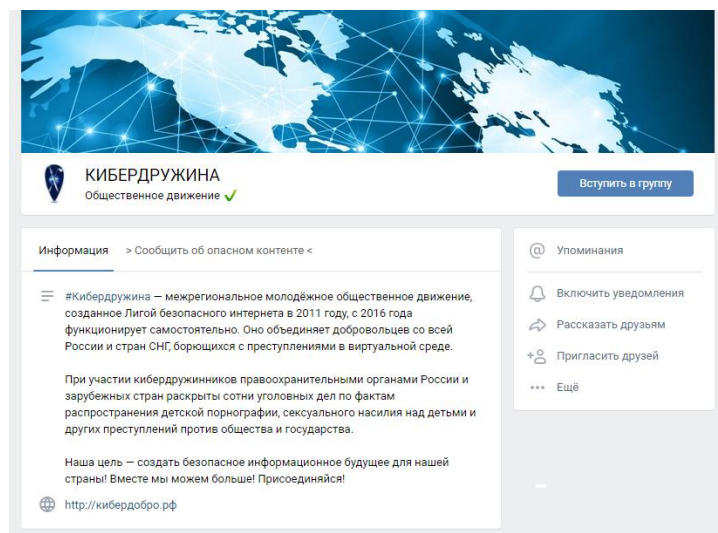 КИБЕРДРУЖИНА
Общественное движение
Вступить в группу
Информация > Сообщить об опасном контенте <
#Кибердружина — межрегиональное молодёжное общественное движение,
созданное Лигой безопасного интернета в 2011 году, с 2016 года
функционирует самостоятельно. Оно объединяет добровольцев со всей
России и стран СНГ, борющихся с преступлениями в виртуальной среде.
При участии кибердружинников правоохранительными органами России и
зарубежных стран раскрыты сотни уголовных дел по фактам
распространения детской порнографии, сексуального насилия над детьми и
других преступлений против общества и государства.
Наша цель — создать безопасное информационное будущее для нашей
страны! Вместе мы можем больше! Присоединяйся!
http://кибердобро.рф
Упоминания
Включить уведомления
Рассказать друзьям
Пригласить друзей
Ещё